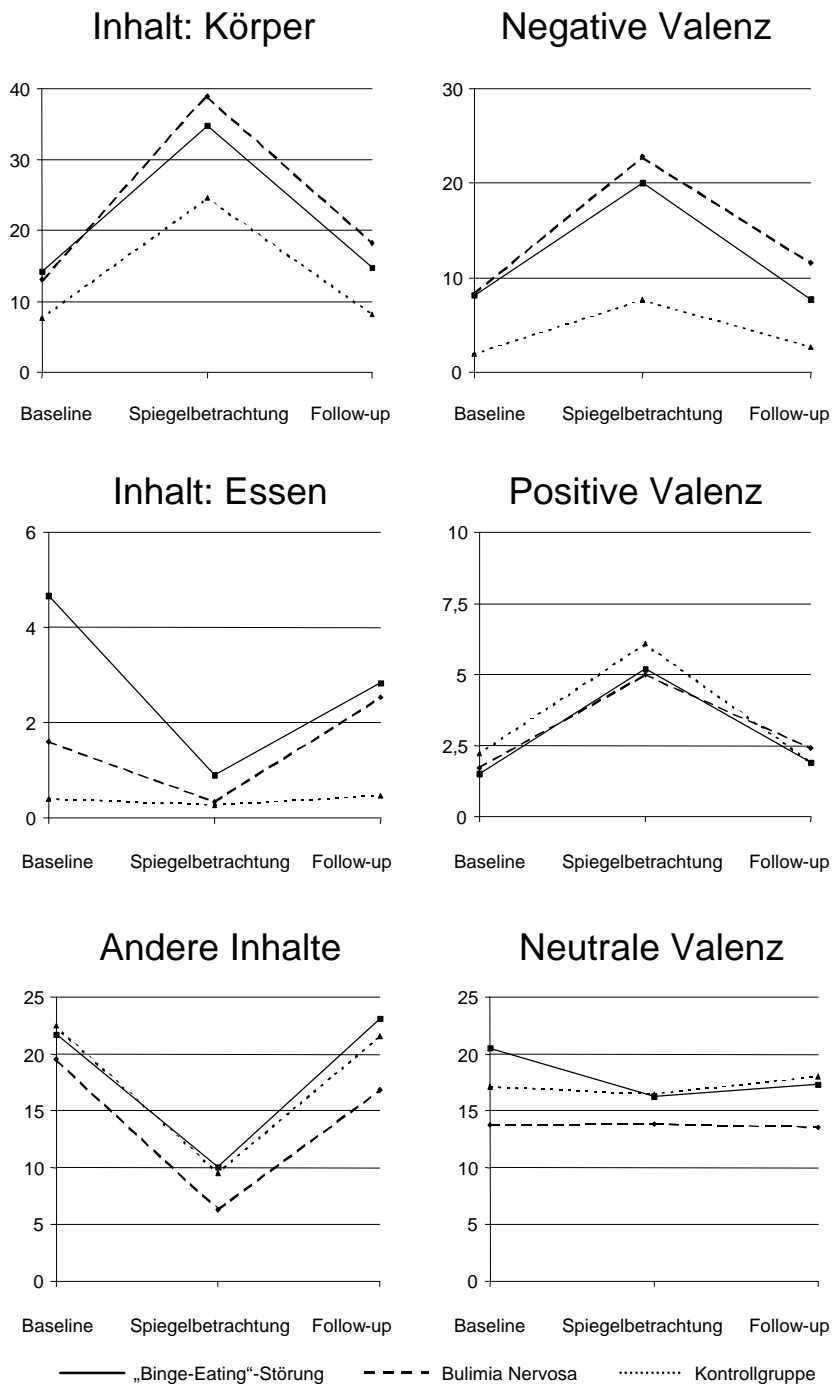 Inhalt: Körper
40
30
20
10
0
Baseline Spiegelbetrachtung Follow-up
Negative Valenz
30
20
10
0
Baseline Spiegelbetrachtung Follow-up
Inhalt: Essen
6
4
2
0
Baseline Spiegelbetrachtung Follow-up
Positive Valenz
10
7,5
5
2,5
0
Baseline Spiegelbetrachtung Follow-up
Andere Inhalte
25
20
15
10
5
0
Baseline Spiegelbetrachtung Follow-up
Neutrale Valenz
25
20
15
10
5
0
Baseline Spiegelbetrachtung Follow-up
„Binge-Eating“-Störung Bulimia Nervosa Kontrollgruppe